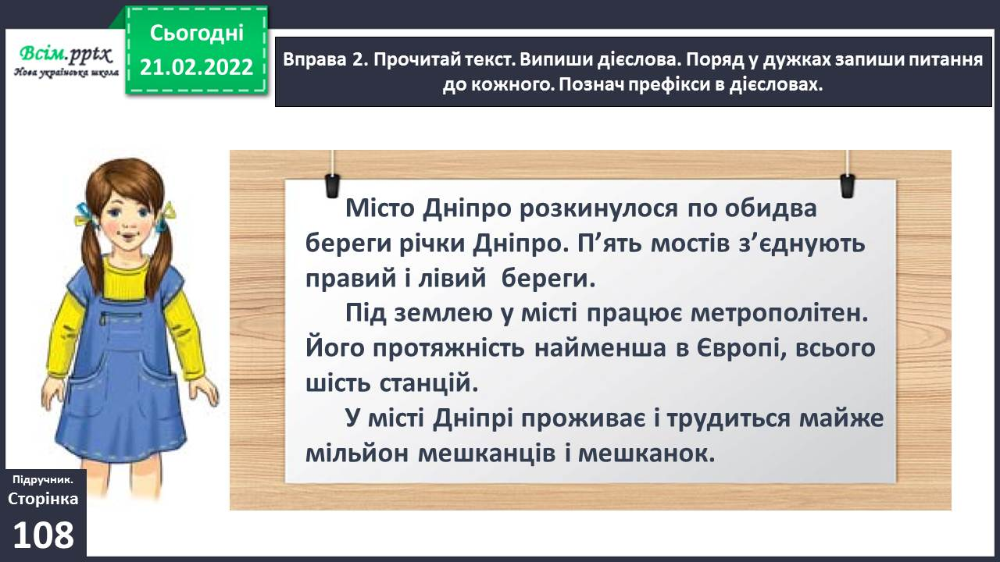 Сьогодні
21.02.2022
Всім.pptx
Нова українська школа
Вправа 2. Прочитай текст. Випиши дієслова. Поряд у дужках запиши питання
до кожного. Познач префікси в дієсловах.
Місто Дніпро розкинулося по обидва
береги річки Дніпро. П’ять мостів з’єднують
правий і лівий береги.
Під землею у місті працює метрополітен.
Його протяжність найменша в Європі, всього
шість станцій.
У місті Дніпрі проживає і трудиться майже
мільйон мешканців і мешканок.
Підручник.
Сторінка
108